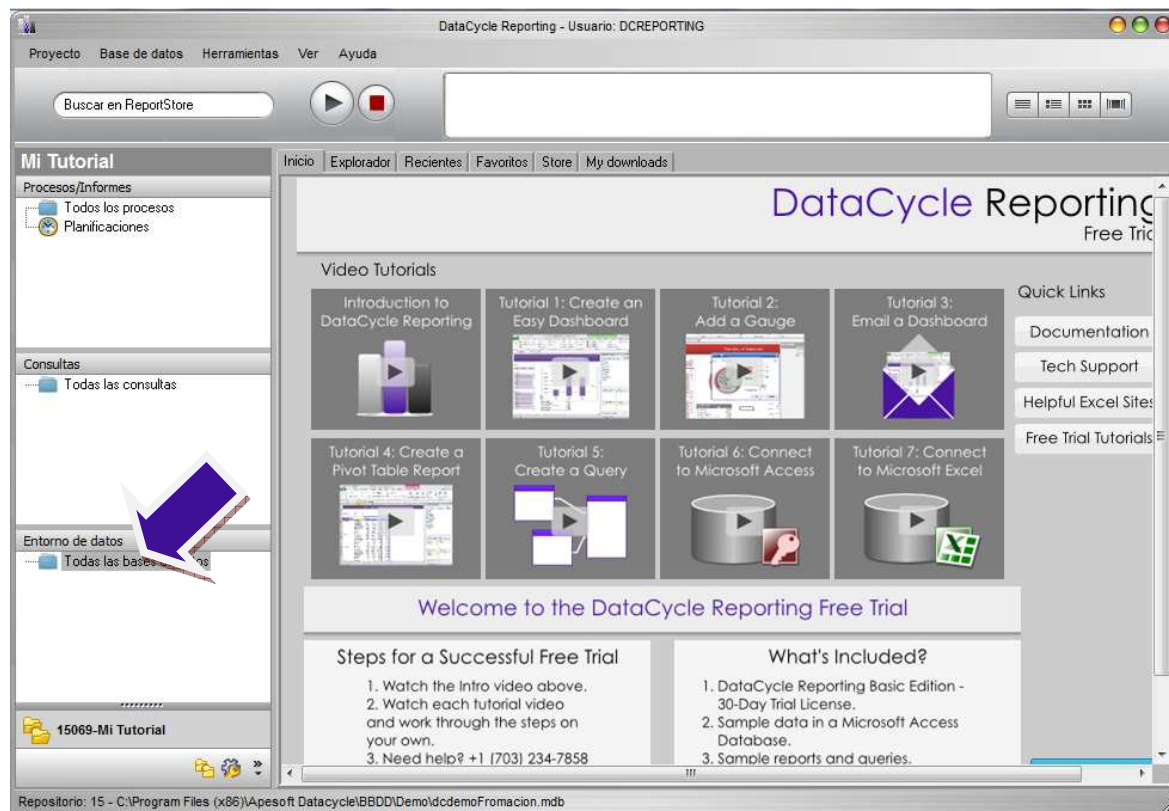 DataCycle Reporting - Usuario: DCREPORTING
Proyecto Base de datos Herramientas Ver Ayuda
Buscar en ReportStore
Mi Tutorial
Inicio Explorador Recientes Favoritos Store My downloads
Procesos/Informes
Todos los procesos
Planificaciones
Consultas
Todas las consultas
Entorno de datos
Todas las bases
15069-Mi Tutorial
DataCycle Reporting
Free
Video Tutorials
Introduction to DataCycle Reporting
Tutorial 1: Create an Easy Dashboard
Tutorial 2: Add a Gauge
Tutorial 3: Email a Dashboard
Tutorial 4: Create a Pivot Table Report
Tutorial 5: Create a Query
Tutorial 6: Connect to Microsoft Access
Tutorial 7: Connect to Microsoft Excel
Quick Links
Documentation
Tech Support
Helpful Excel Sites
Free Trial Tutorials
Welcome to the DataCycle Reporting Free Trial
Steps for a Successful Free Trial
1. Watch the Intro video above.
2. Watch each tutorial video
and work through the steps on
your own.
3. Need help? +1 (703) 234-7858
What's Included?
1. DataCycle Reporting Basic Edition -
30-Day Trial License.
2. Sample data in a Microsoft Access
Database.
3. Sample reports and queries.
Repositorio: 15 - C:\Program Files (x86)\Apesoft Datacycle\BBDD\Demo\dcdemoFromacion.mdb